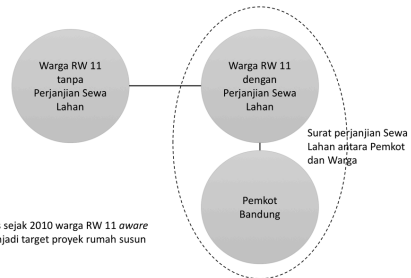 Warga RW 11
tanpa
Perjanjian Sewa
Lahan
Warga RW 11
dengan
Perjanjian Sewa
Lahan
Surat perjanjian Sewa
Lahan antara Pemkot
dan Warga
Pemkot
Bandung
sejak 2010 warga RW 11 aware
jadi target proyek rumah susun